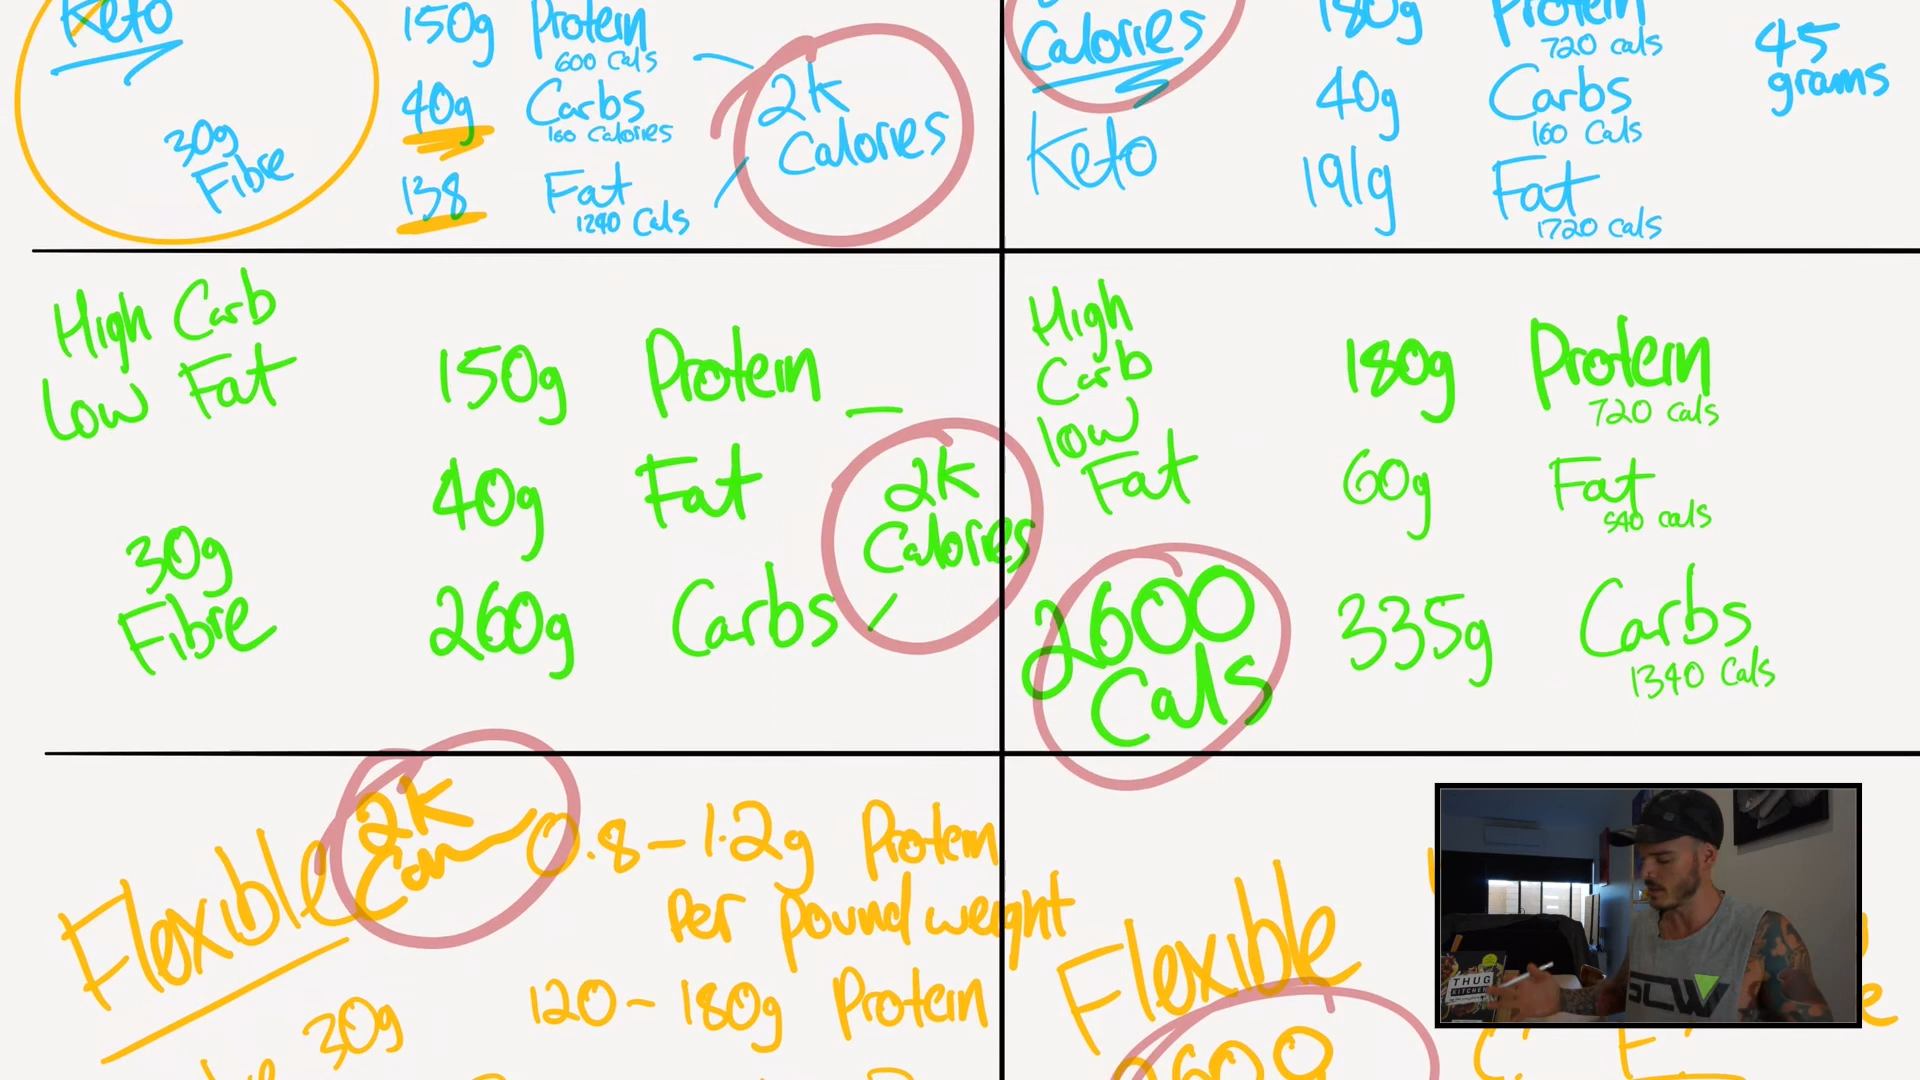 Keto
30g
Fibre
150g Protein
600 Cals
40g Carbs
160 Calories
138 Fat
1240 Cals
2k
Calories
Calories
Keto
180g Protein
720 Cals
40g Carbs
160 Cals
191g Fat
1720 Cals
45
grams
High Carb
Low Fat
30g
Fibre
150g Protein
40g Fat
260g Carbs
2k
Calories
High
Carb
low
Fat
2600
Cals
180g Protein
720 Cals
60g Fat
540 Cals
335g Carbs
1340 Cals
Flexible
2k
0.8-1.2g Protein
Per pound weight
120-180g Protein
30g
Flexible
2600
THUG
KITCHEN